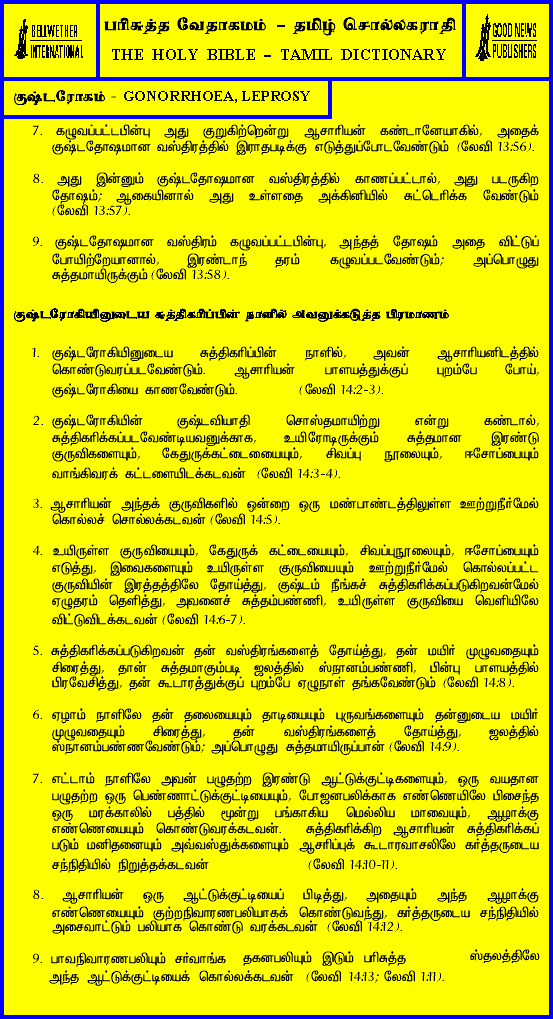 BELLWETHER
INTERNATIONAL
பரிசுத்த வேதாகமம் – தமிழ் சொல்லகராதி
THE HOLY BIBLE – TAMIL DICTIONARY
GOOD NEWS
PUBLISHERS
குஷ்டரோகம் - GONORRHOEA, LEPROSY
7. கழுவப்பட்டபின்பு அது குறுகிற்றென்று ஆசாரியன் கண்டானேயாகில், அதைக்
குஷ்டதோஷமான வஸ்திரத்தில் இராதபடிக்கு எடுத்துப்போடவேண்டும் (லேவி 13:56).
8. அது இன்னும் குஷ்டதோஷமான வஸ்திரத்தில் காணப்பட்டால், அது படருகிற
தோஷம்; ஆகையினால் அது உள்ளதை அக்கினியில் சுட்டெரிக்க வேண்டும்
(லேவி 13:57).
9. குஷ்டதோஷமான வஸ்திரம் கழுவப்பட்டபின்பு, அந்தத் தோஷம் அதை விட்டுப்
போயிற்றேயானால், இரண்டாந் தரம் கழுவப்படவேண்டும்; அப்பொழுது
சுத்தமாயிருக்கும் (லேவி 13:58).
குஷ்டரோகியினுடைய சுத்திகரிப்பின் நாளில் அவனுக்கடுத்த பிரமாணம்
1. குஷ்டரோகியினுடைய சுத்திகரிப்பின் நாளில், அவன் ஆசாரியனிடத்தில்
கொண்டுவரப்படவேண்டும். ஆசாரியன் பாளயத்துக்குப் புறம்பே போய்,
குஷ்டரோகியை காணவேண்டும். (லேவி 14:2-3).
2. குஷ்டரோகியின் குஷ்டவியாதி சொஸ்தமாயிற்று என்று கண்டால்,
சுத்திகரிக்கப்படவேண்டியவனுக்காக, உயிரோடிருக்கும் சுத்தமான இரண்டு
குருவிகளையும், கேதுருக்கட்டையையும், சிவப்பு நூலையும், ஈசோப்பையும்
வாங்கிவரக் கட்டளையிடக்கடவன் (லேவி 14:3-4).
3. ஆசாரியன் அந்தக் குருவிகளில் ஒன்றை ஒரு மண்பாண்டத்திலுள்ள ஊற்றுநீர்மேல்
கொல்லச் சொல்லக்கடவன் (லேவி 14:5).
4. உயிருள்ள குருவியையும், கேதுருக் கட்டையையும், சிவப்புநூலையும், ஈசோப்பையும்
எடுத்து, இவைகளையும் உயிருள்ள குருவியையும் ஊற்றுநீர்மேல் கொல்லப்பட்ட
குருவியின் இரத்தத்திலே தோய்த்து, குஷ்டம் நீங்கச் சுத்திகரிக்கப்படுகிறவன்மேல்
ஏழுதரம் தெளித்து, அவனைச் சுத்தம்பண்ணி, உயிருள்ள குருவியை வெளியிலே
விட்டுவிடக்கடவன் (லேவி 14:6-7).
5. சுத்திகரிக்கப்படுகிறவன் தன் வஸ்திரங்களைத் தோய்த்து, தன் மயிர் முழுவதையும்
சிரைத்து, தான் சுத்தமாகும்படி ஜலத்தில் ஸ்நானம்பண்ணி, பின்பு பாளயத்தில்
பிரவேசித்து, தன் கூடாரத்துக்குப் புறம்பே ஏழுநாள் தங்கவேண்டும் (லேவி 14:8).
6. ஏழாம் நாளிலே தன் தலையையும் தாடியையும் புருவங்களையும் தன்னுடைய மயிர்
முழுவதையும் சிரைத்து, தன் வஸ்திரங்களைத் தோய்த்து, ஜலத்தில்
ஸ்நானம்பண்ணவேண்டும்; அப்பொழுது சுத்தமாயிருப்பான் (லேவி 14:9).
7. எட்டாம் நாளிலே அவன் பழுதற்ற இரண்டு ஆட்டுக்குட்டிகளையும், ஒரு வயதான
பழுதற்ற ஒரு பெண்ணாட்டுக்குட்டியையும், போஜனபலிக்காக எண்ணெயிலே பிசைந்த
ஒரு மரக்காலில் பத்தில் மூன்று பங்காகிய மெல்லிய மாவையும், ஆழாக்கு
எண்ணெயையும் கொண்டுவரக்கடவன். சுத்திகரிக்கிற ஆசாரியன் சுத்திகரிக்கப்
படும் மனிதனையும் அவ்வஸ்துக்களையும் ஆசரிப்புக் கூடாரவாசலிலே கர்த்தருடைய
சந்நிதியில் நிறுத்தக்கடவன் (லேவி 14:10-11).
8. ஆசாரியன் ஒரு ஆட்டுக்குட்டியைப் பிடித்து, அதையும் அந்த ஆழாக்கு
எண்ணெயையும் குற்றநிவாரணபலியாகக் கொண்டுவந்து, கர்த்தருடைய சந்நிதியில்
அசைவாட்டும் பலியாக கொண்டு வரக்கடவன் (லேவி 14:12).
9. பாவநிவாரணபலியும் சர்வாங்க தகனபலியும் இடும் பரிசுத்த ஸ்தலத்திலே
அந்த ஆட்டுக்குட்டியைக் கொல்லக்கடவன் (லேவி 14:13; லேவி 1:11).